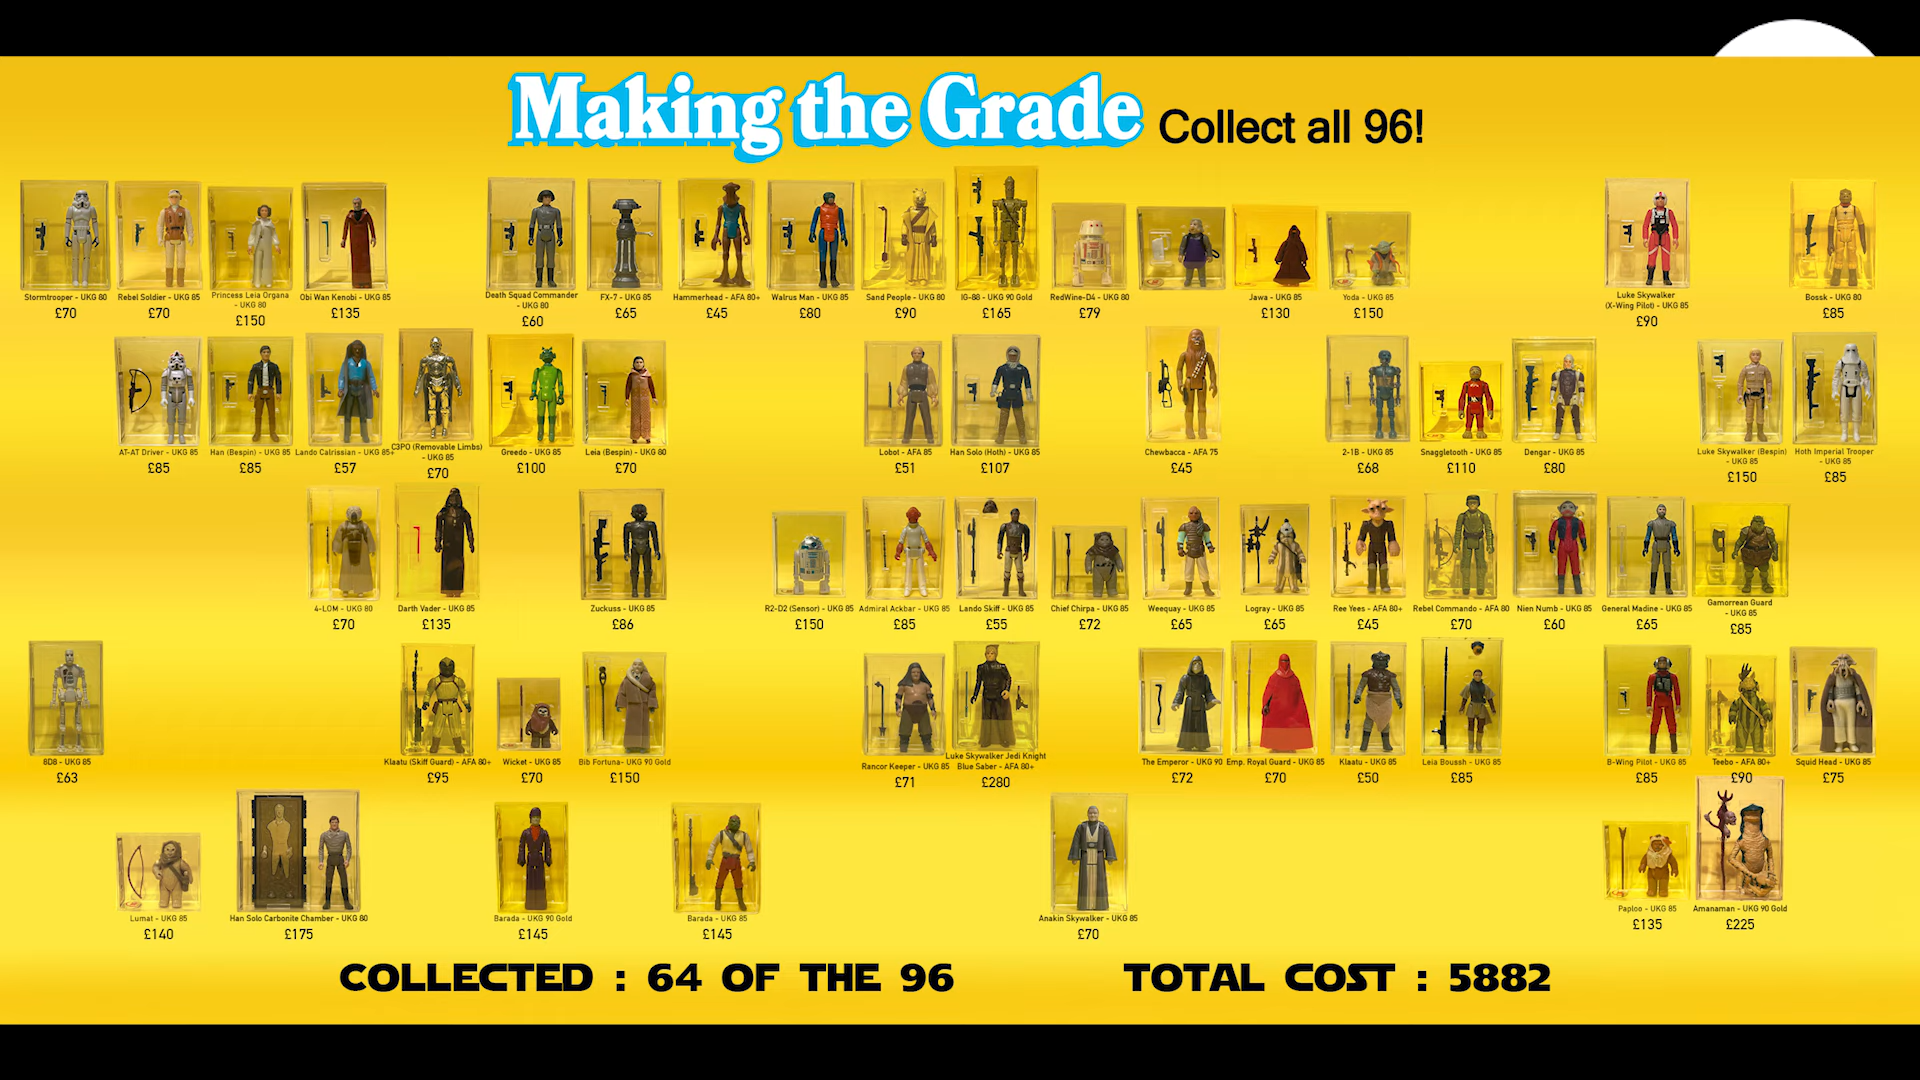 Making the Grade Collect all 96!
Stormtrooper - UKG 80
£70
Rebel Soldier - UKG 85
£70
Princess Leia Organa
- UKG 80
£150
Obi Wan Kenobi - UKG 85
£135
Death Squad Commander
- UKG 80
£60
FX-7 - UKG 85
£65
Hammerhead - AFA 80+
£45
Walrus Man - UKG 85
£80
Sand People - UKG 80
£90
IG-88 - UKG 90 Gold
£165
RedWine-D4 - UKG 80
£79
Jawa - UKG 85
£130
Yoda - UKG 85
£150
Luke Skywalker
(X-Wing Pilot) - UKG 85
£90
Bossk - UKG 80
£85
AT-AT Driver - UKG 85
£85
Han (Bespin) - UKG 85
£85
Lando Calrissian - UKG 85+
£57
C3PO (Removable Limbs)
- UKG 85
£70
Greedo - UKG 85
£100
Leia (Bespin) - UKG 80
£70
Lobot - AFA 85
£51
Han Solo (Hoth) - UKG 85
£107
Chewbacca - AFA 75
£45
2-1B - UKG 85
£68
Snaggletooth - UKG 85
£110
Dengar - UKG 85
£80
Luke Skywalker (Bespin)
- UKG 85
£150
Hoth Imperial Trooper
- UKG 85
£85
4-LOM - UKG 80
£70
Darth Vader - UKG 85
£135
Zuckuss - UKG 85
£86
R2-D2 (Sensor) - UKG 85
£150
Admiral Ackbar - UKG 85
£85
Lando Skiff - UKG 85
£55
Chief Chirpa - UKG 85
£72
Weequay - UKG 85
£65
Logray - UKG 85
£65
Ree Yees - AFA 80+
£45
Rebel Commando - AFA 80
£70
Nien Numb - UKG 85
£60
General Madine - UKG 85
£65
Gamorrean Guard
- UKG 85
£85
8D8 - UKG 85
£63
Klaatu (Skiff Guard) - AFA 80+
£95
Wicket - UKG 85
£70
Bib Fortuna- UKG 90 Gold
£150
Rancor Keeper - UKG 85
£71
Luke Skywalker Jedi Knight
Blue Saber - AFA 80+
£280
The Emperor - UKG 90
£72
Emp. Royal Guard - UKG 85
£70
Klaatu - UKG 85
£50
Leia Boussh - UKG 85
£85
B-Wing Pilot - UKG 85
£85
Teebo - AFA 80+
£90
Squid Head - UKG 85
£75
Lumat - UKG 85
£140
Han Solo Carbonite Chamber - UKG 80
£175
Barada - UKG 90 Gold
£145
Barada - UKG 85
£145
Anakin Skywalker - UKG 85
£70
Paploo - UKG 85
£135
Amanaman - UKG 90 Gold
£225
COLLECTED : 64 OF THE 96
TOTAL COST : 5882